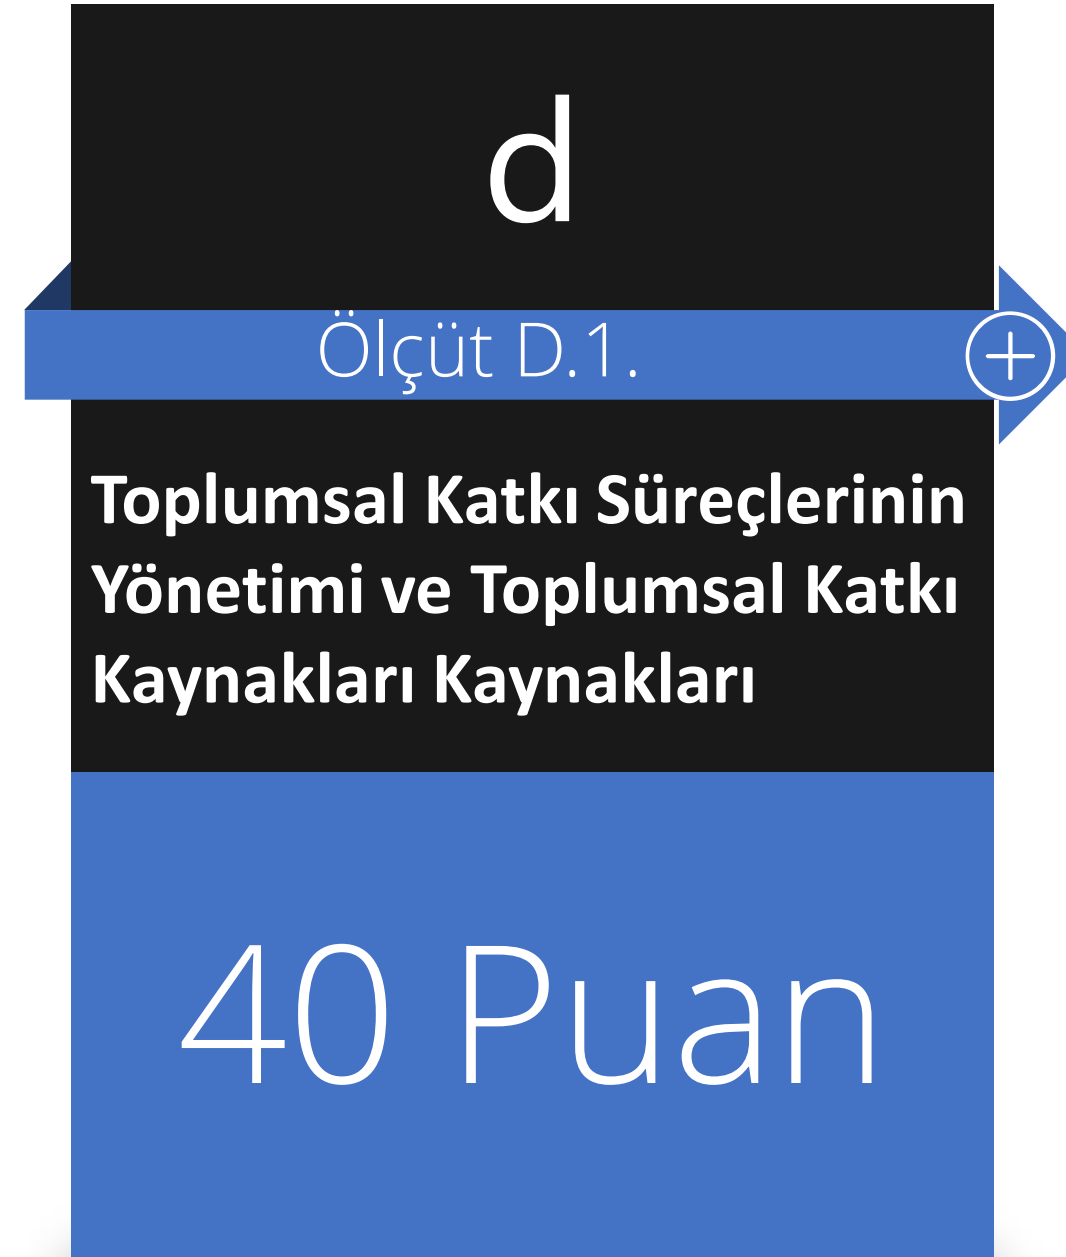 d
Ölçüt D.1.
Toplumsal Katkı Süreçlerinin
Yönetimi ve Toplumsal Katkı
Kaynakları Kaynakları
40 Puan